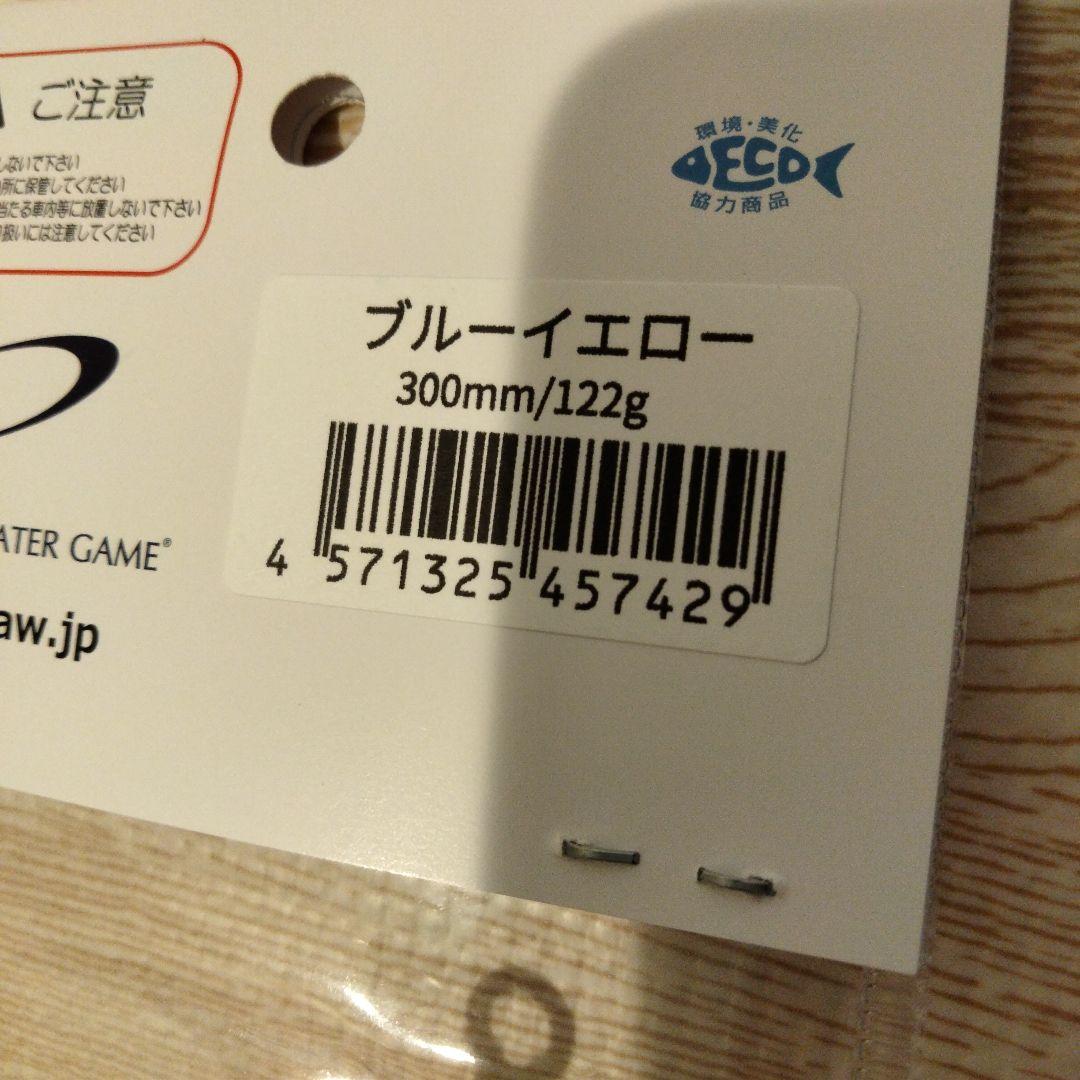 ご注意
しないで下さい
所に保管してください
当たる車内等に放置しないで下さい
扱いには注意してください
環境・美化
ECO
協力商品
ブルーイエロー
300mm/122g
4 571325 457429
ATER GAME®
aw.jp